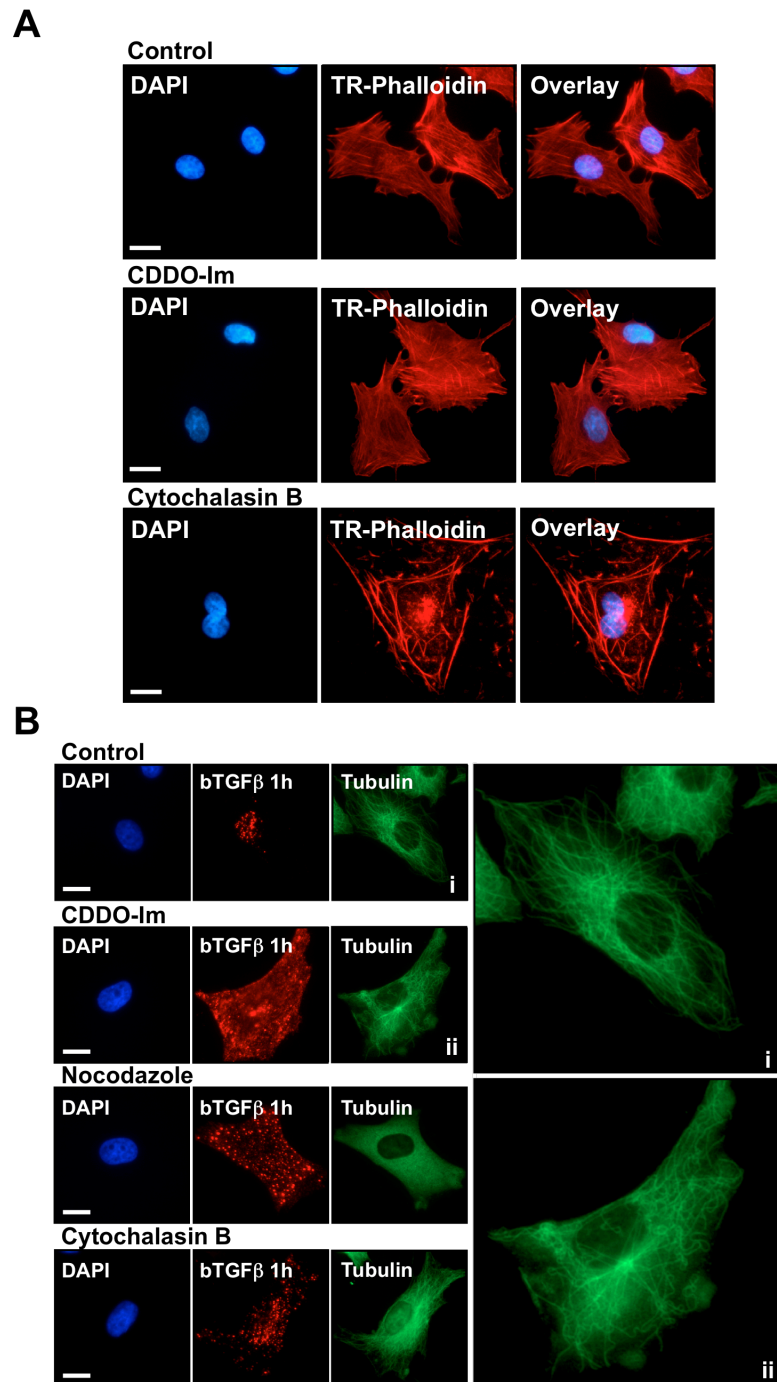 A
Control
DAPI TR-Phalloidin Overlay
CDDO-Im
DAPI TR-Phalloidin Overlay
Cytochalasin B
DAPI TR-Phalloidin Overlay
B
Control
DAPI bTGFβ 1h Tubulin
i
i
CDDO-Im
DAPI bTGFβ 1h Tubulin
ii
Nocodazole
DAPI bTGFβ 1h Tubulin
Cytochalasin B
DAPI bTGFβ 1h Tubulin
ii